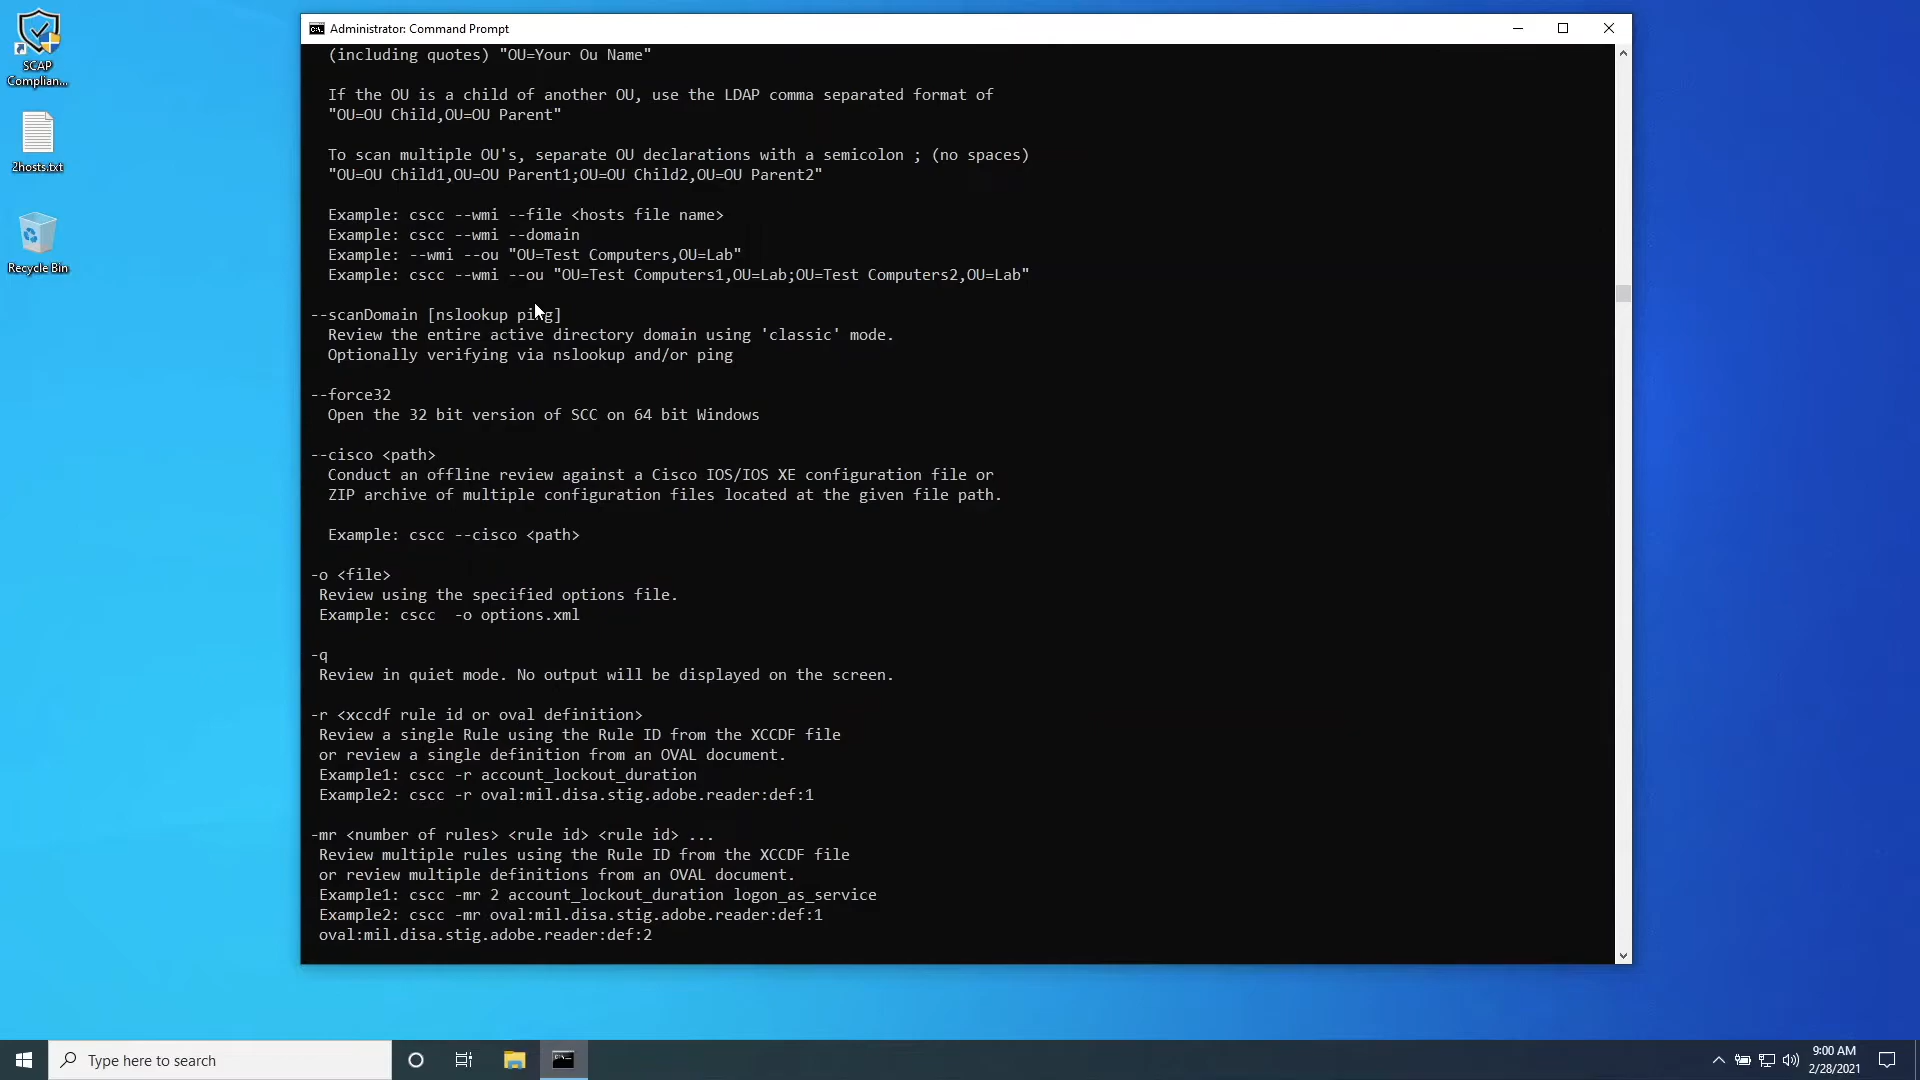 SCAP
Complian...
2hosts.txt
Recycle Bin
Administrator: Command Prompt
(including quotes) "OU=Your Ou Name"
If the OU is a child of another OU, use the LDAP comma separated format of
"OU=OU Child,OU=OU Parent"
To scan multiple OU's, separate OU declarations with a semicolon ; (no spaces)
"OU=OU Child1,OU=OU Parent1;OU=OU Child2,OU=OU Parent2"
Example: cscc --wmi --file <hosts file name>
Example: cscc --wmi --domain
Example: --wmi --ou "OU=Test Computers,OU=Lab"
Example: cscc --wmi --ou "OU=Test Computers1,OU=Lab;OU=Test Computers2,OU=Lab"
--scanDomain [nslookup ping]
Review the entire active directory domain using 'classic' mode.
Optionally verifying via nslookup and/or ping
--force32
Open the 32 bit version of SCC on 64 bit Windows
--cisco <path>
Conduct an offline review against a Cisco IOS/IOS XE configuration file or
ZIP archive of multiple configuration files located at the given file path.
Example: cscc --cisco <path>
-o <file>
Review using the specified options file.
Example: cscc  -o options.xml
-q
Review in quiet mode. No output will be displayed on the screen.
-r <xccdf rule id or oval definition>
Review a single Rule using the Rule ID from the XCCDF file
or review a single definition from an OVAL document.
Example1: cscc -r account_lockout_duration
Example2: cscc -r oval:mil.disa.stig.adobe.reader:def:1
-mr <number of rules> <rule id> <rule id> ...
Review multiple rules using the Rule ID from the XCCDF file
or review multiple definitions from an OVAL document.
Example1: cscc -mr 2 account_lockout_duration logon_as_service
Example2: cscc -mr oval:mil.disa.stig.adobe.reader:def:1
oval:mil.disa.stig.adobe.reader:def:2
Type here to search
9:00 AM
2/28/2021